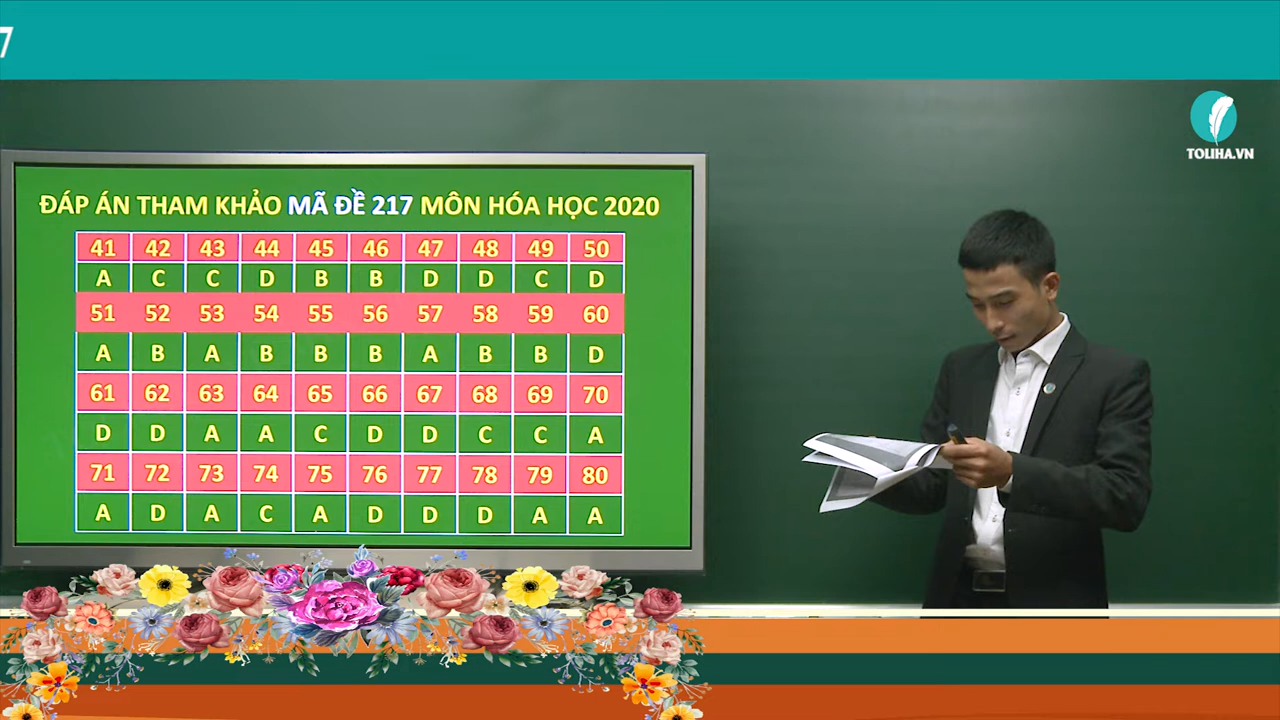 7
TOLIHA.VN
ĐÁP ÁN THAM KHẢO MÃ ĐỀ 217 MÔN HÓA HỌC 2020
41 42 43 44 45 46 47 48 49 50
A C C D B B D D C D
51 52 53 54 55 56 57 58 59 60
A B A B B B A B B D
61 62 63 64 65 66 67 68 69 70
D D A A C D D C C A
71 72 73 74 75 76 77 78 79 80
A D A C A D D D A A